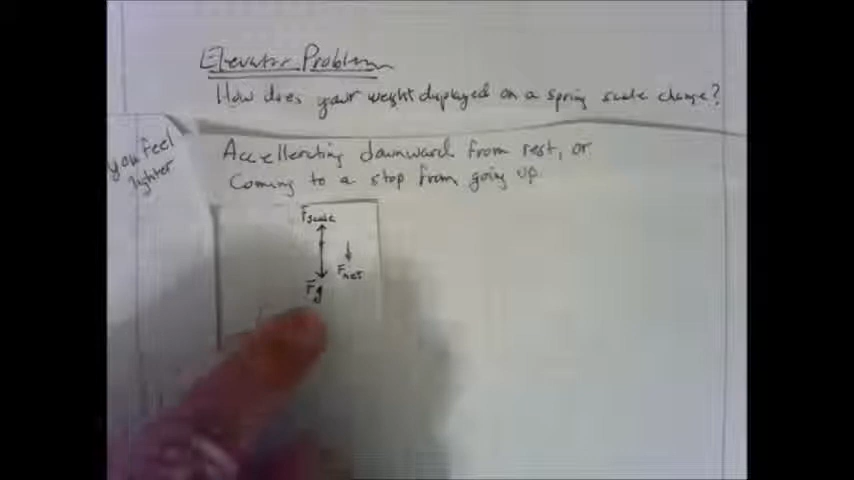 Elevator Problem
How does your weight displayed on a spring scale change?
you feel
lighter
Accellerating downward from rest, or
Coming to a stop from going up
Fscale
Fnet
Fg